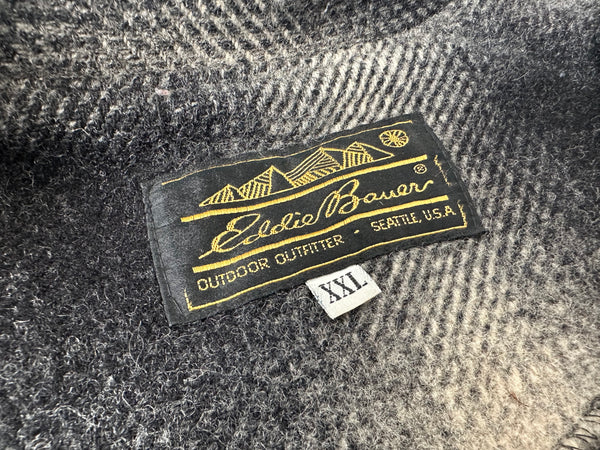 Eddie Bauer®
OUTDOOR OUTFITTER · SEATTLE, U.S.A.
XXL